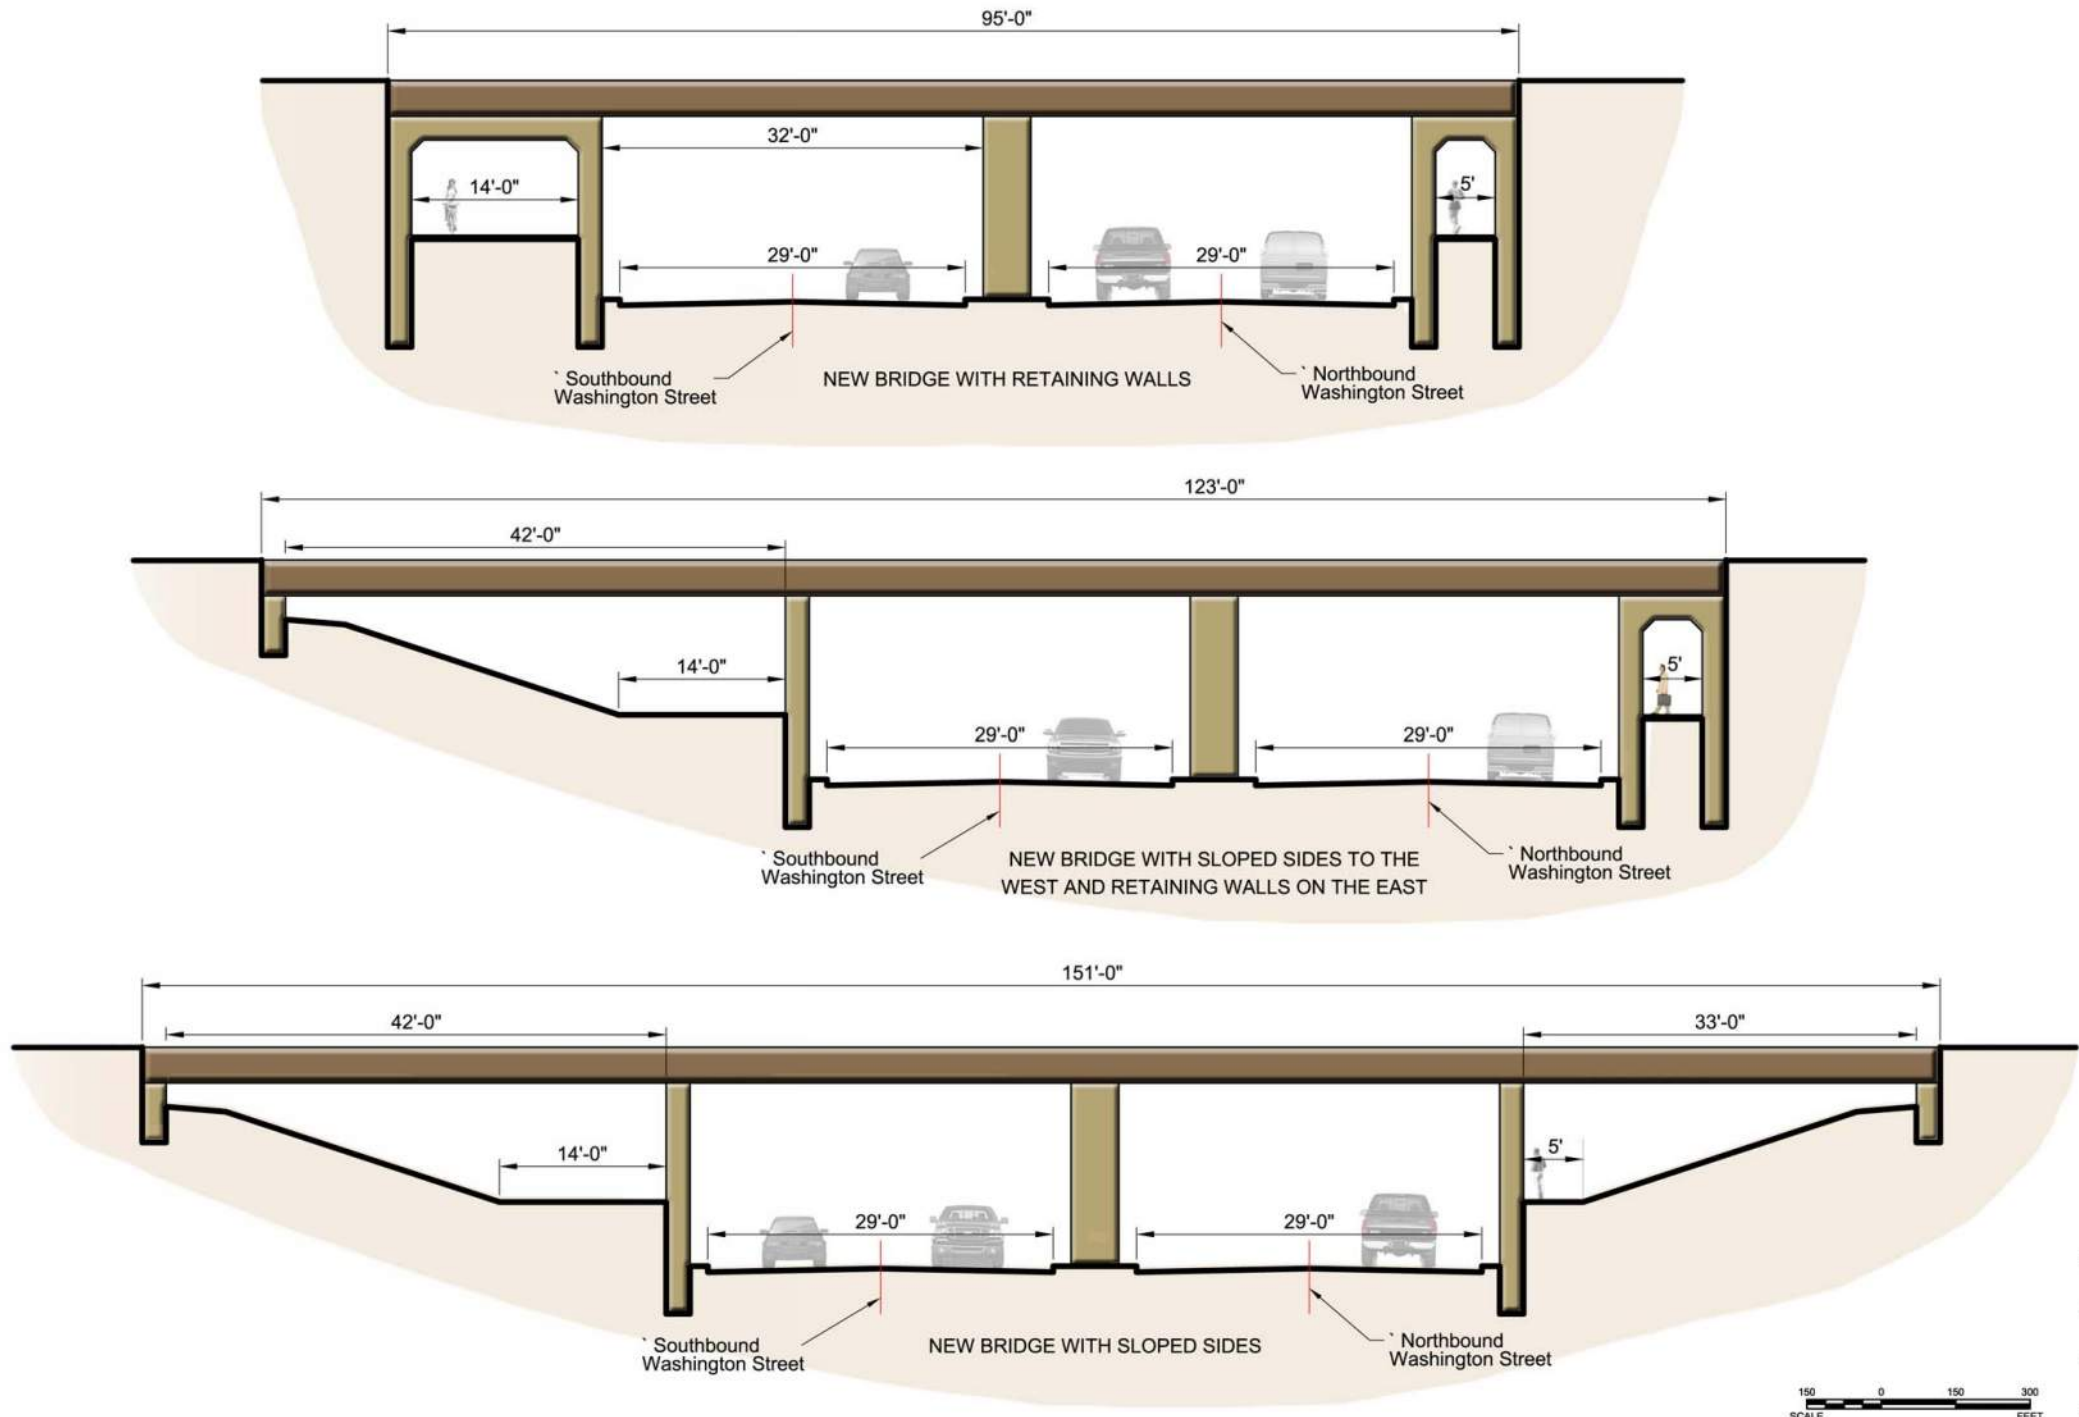 95'-0"
32'-0"
14'-0"
5'
29'-0"
29'-0"
` Southbound
Washington Street
NEW BRIDGE WITH RETAINING WALLS
` Northbound
Washington Street
123'-0"
42'-0"
14'-0"
5'
29'-0"
29'-0"
` Southbound
Washington Street
NEW BRIDGE WITH SLOPED SIDES TO THE
WEST AND RETAINING WALLS ON THE EAST
` Northbound
Washington Street
151'-0"
42'-0"
33'-0"
14'-0"
5'
29'-0"
29'-0"
` Southbound
Washington Street
NEW BRIDGE WITH SLOPED SIDES
` Northbound
Washington Street
150 0 150 300
SCALE FEET